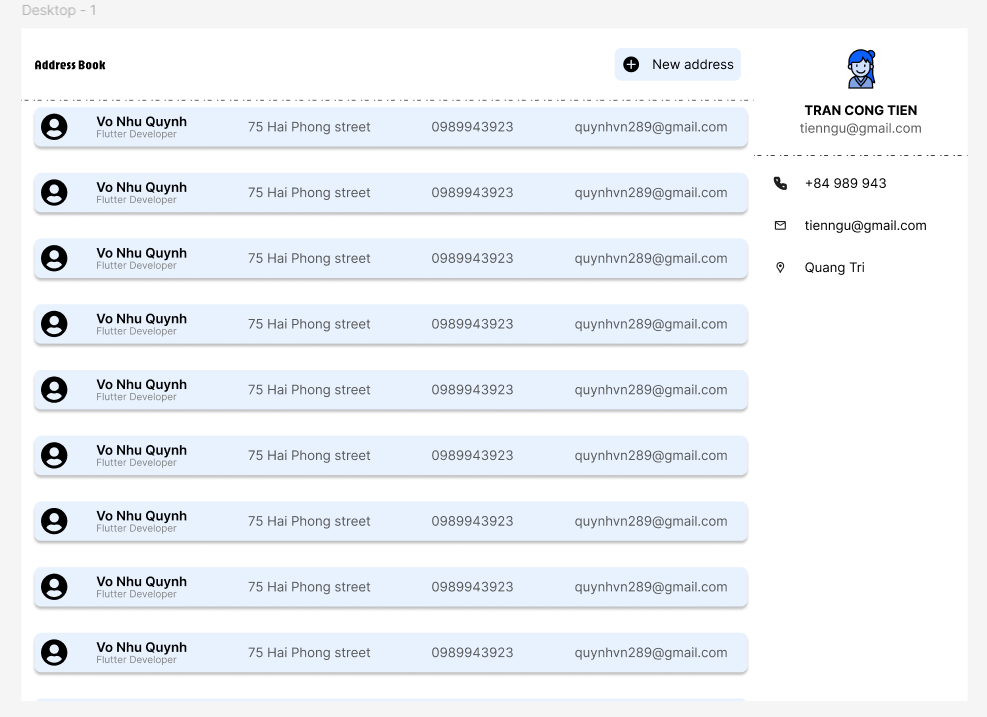 Desktop - 1
Address Book
New address
Vo Nhu Quynh
Flutter Developer
75 Hai Phong street
0989943923
quynhvn289@gmail.com
Vo Nhu Quynh
Flutter Developer
75 Hai Phong street
0989943923
quynhvn289@gmail.com
Vo Nhu Quynh
Flutter Developer
75 Hai Phong street
0989943923
quynhvn289@gmail.com
Vo Nhu Quynh
Flutter Developer
75 Hai Phong street
0989943923
quynhvn289@gmail.com
Vo Nhu Quynh
Flutter Developer
75 Hai Phong street
0989943923
quynhvn289@gmail.com
Vo Nhu Quynh
Flutter Developer
75 Hai Phong street
0989943923
quynhvn289@gmail.com
Vo Nhu Quynh
Flutter Developer
75 Hai Phong street
0989943923
quynhvn289@gmail.com
Vo Nhu Quynh
Flutter Developer
75 Hai Phong street
0989943923
quynhvn289@gmail.com
Vo Nhu Quynh
Flutter Developer
75 Hai Phong street
0989943923
quynhvn289@gmail.com
TRAN CONG TIEN
tienngu@gmail.com
+84 989 943
tienngu@gmail.com
Quang Tri